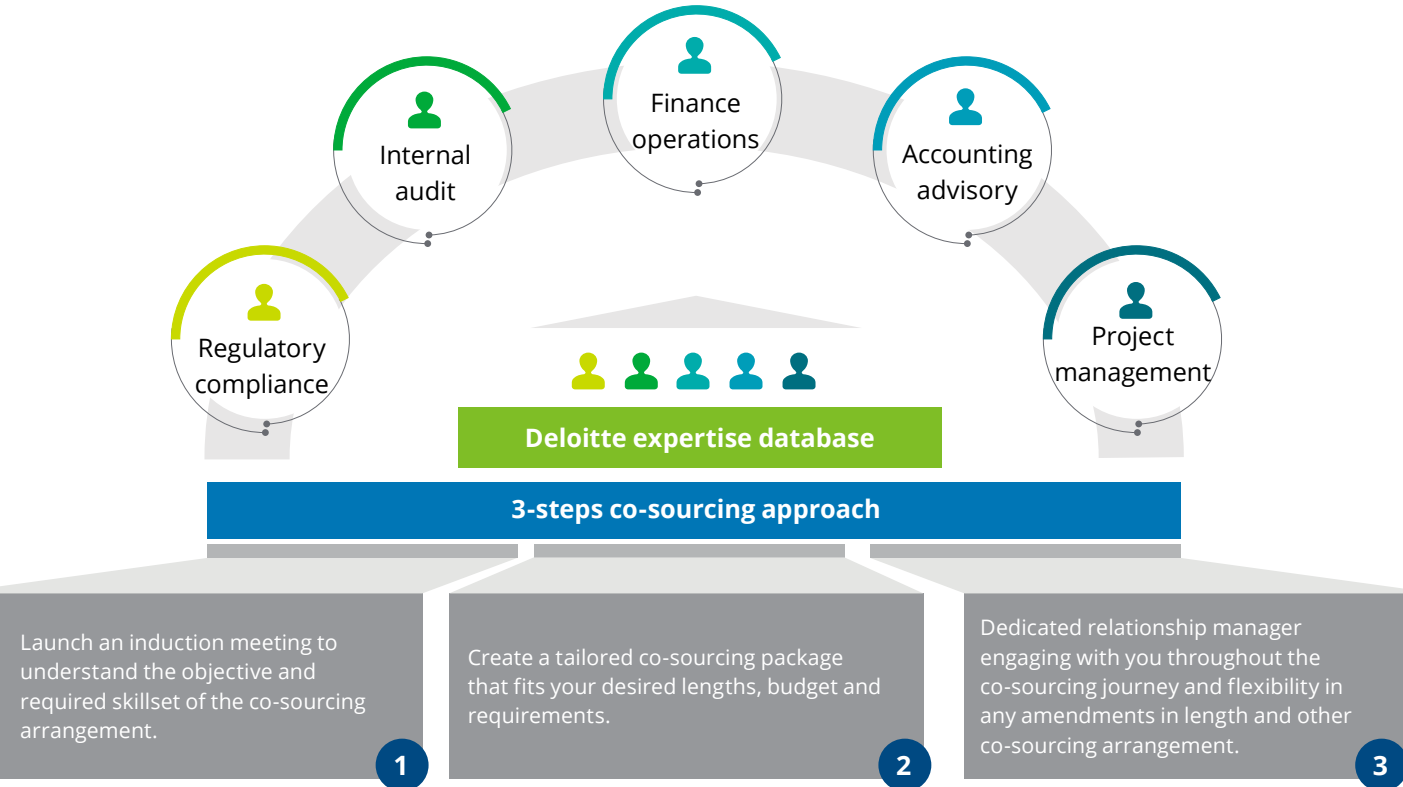 Finance
operations
Internal
audit
Accounting
advisory
Regulatory
compliance
Project
management
Deloitte expertise database
3-steps co-sourcing approach
Launch an induction meeting to
understand the objective and
required skillset of the co-sourcing
arrangement.
1
Create a tailored co-sourcing package
that fits your desired lengths, budget and
requirements.
2
Dedicated relationship manager
engaging with you throughout the
co-sourcing journey and flexibility in
any amendments in length and other
co-sourcing arrangement.
3